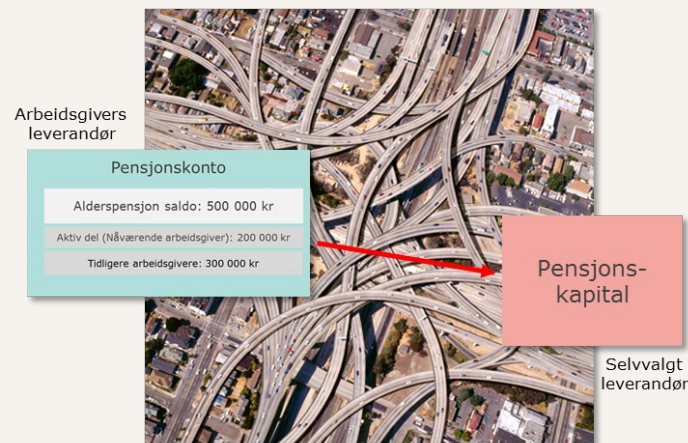 Arbeidsgivers
leverandør
Pensjonskonto
Alderspensjon saldo: 500 000 kr
Aktiv del (Nåværende arbeidsgiver): 200 000 kr
Tidligere arbeidsgivere: 300 000 kr
Pensjons-
kapital
Selvvalgt
leverandør